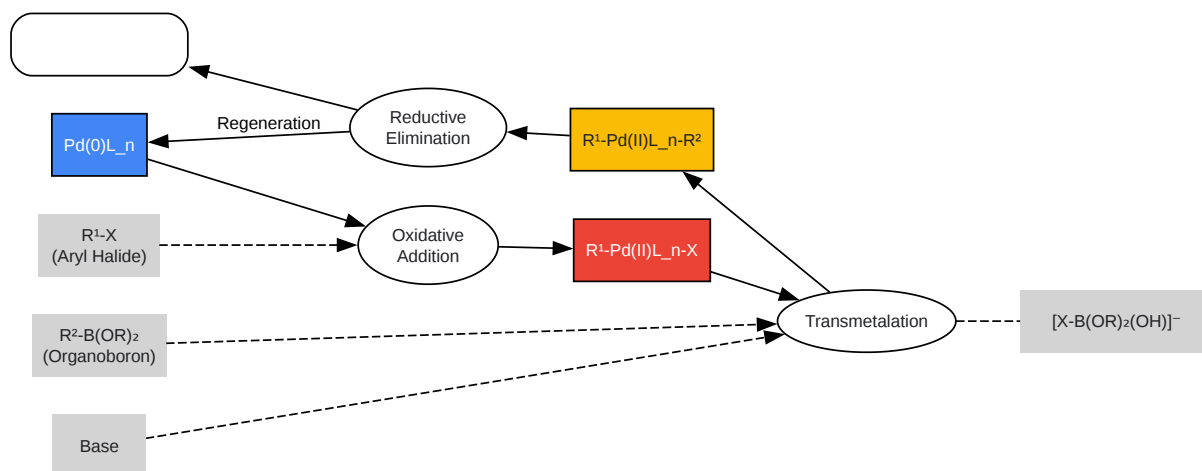 Regeneration
Reductive
Elimination
R¹-Pd(II)L_n-R²
Pd(0)L_n
R¹-X
(Aryl Halide)
Oxidative
Addition
R¹-Pd(II)L_n-X
R²-B(OR)₂
(Organoboron)
Transmetalation
[X-B(OR)₂(OH)]⁻
Base